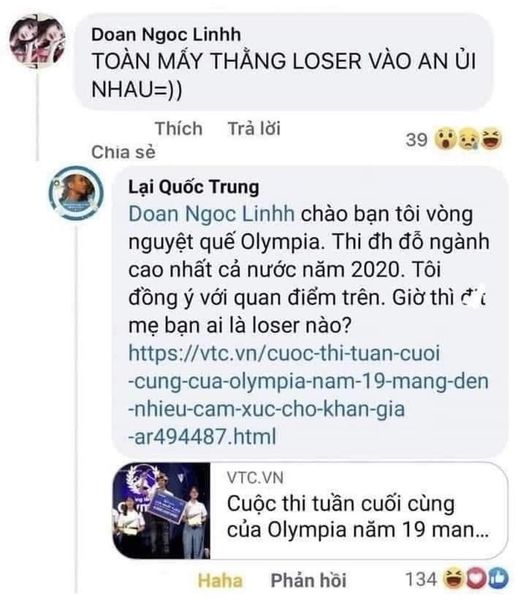 Doan Ngoc Linhh
TOÀN MẤY THẰNG LOSER VÀO AN ỦI
NHAU=))
Thích Trả lời
39
Chia sẻ
Lại Quốc Trung
Doan Ngoc Linhh chào bạn tôi vòng
nguyệt quế Olympia. Thi đh đỗ ngành
cao nhất cả nước năm 2020. Tôi
đồng ý với quan điểm trên. Giờ thì
mẹ bạn ai là loser nào?
https://vtc.vn/cuoc-thi-tuan-cuoi
-cung-cua-olympia-nam-19-mang-den
-nhieu-cam-xuc-cho-khan-gia
-ar494487.html
VTC.VN
Cuộc thi tuần cuối cùng
của Olympia năm 19 man...
Haha Phản hồi 134